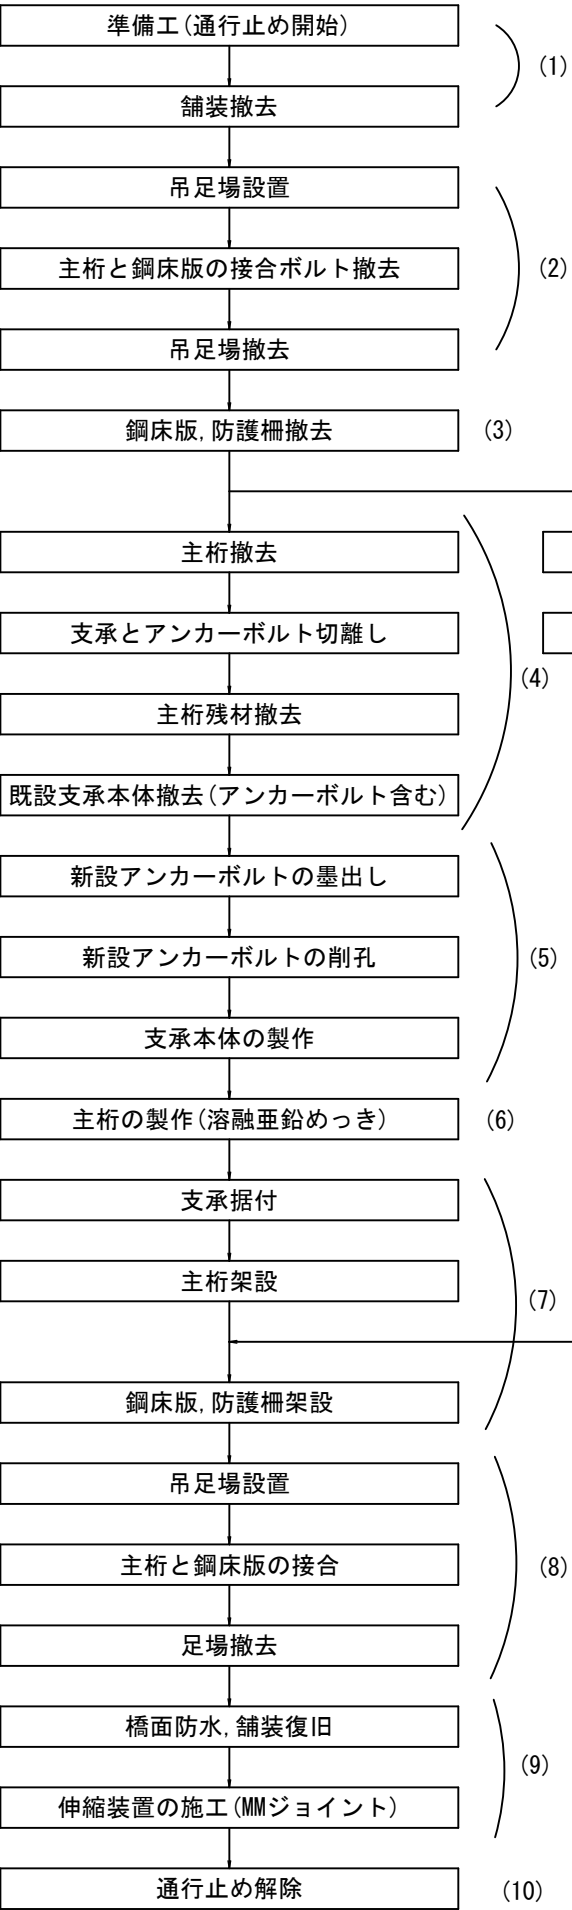 準備工(通行止め開始)
(1)
舗装撤去
吊足場設置
主桁と鋼床版の接合ボルト撤去
(2)
吊足場撤去
鋼床版,防護柵撤去
(3)
主桁撤去
支承とアンカーボルト切離し
(4)
主桁残材撤去
既設支承本体撤去(アンカーボルト含む)
新設アンカーボルトの墨出し
新設アンカーボルトの削孔
(5)
支承本体の製作
主桁の製作(溶融亜鉛めっき)
(6)
支承据付
主桁架設
(7)
鋼床版,防護柵架設
吊足場設置
主桁と鋼床版の接合
(8)
足場撤去
橋面防水,舗装復旧
(9)
伸縮装置の施工(MMジョイント)
通行止め解除
(10)